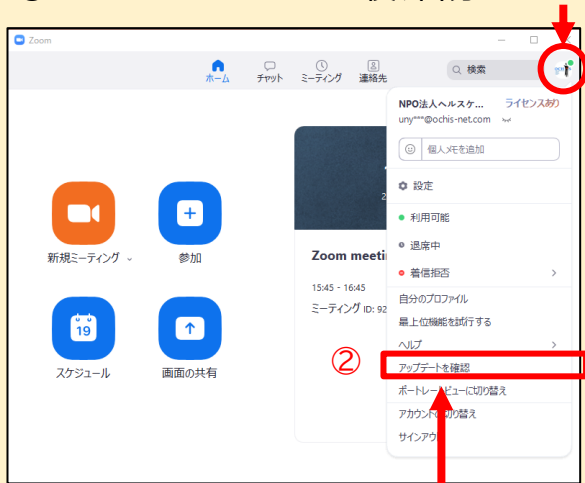 Zoom
ホーム
チャット
ミーティング
連絡先
検索
NPO法人ヘルスケ...
ライセンスあり
uny***@ochis-net.com
個人メモを追加
設定
利用可能
退席中
着信拒否
自分のプロファイル
最上位機能を試行する
ヘルプ
アップデートを確認
ポートレートビューに切り替え
アカウントの切り替え
サインアウト
新規ミーティング
参加
19
スケジュール
画面の共有
2
Zoom meeti
15:45 - 16:45
ミーティング ID: 92
②